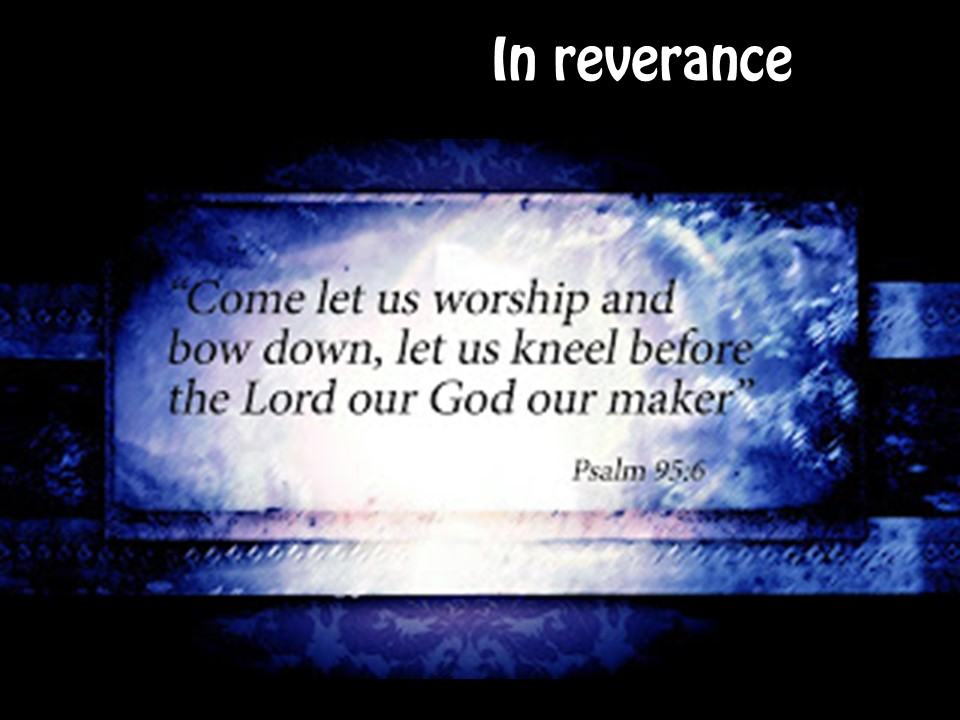 In reverance
“Come let us worship and
bow down, let us kneel before
the Lord our God our maker”
Psalm 95:6